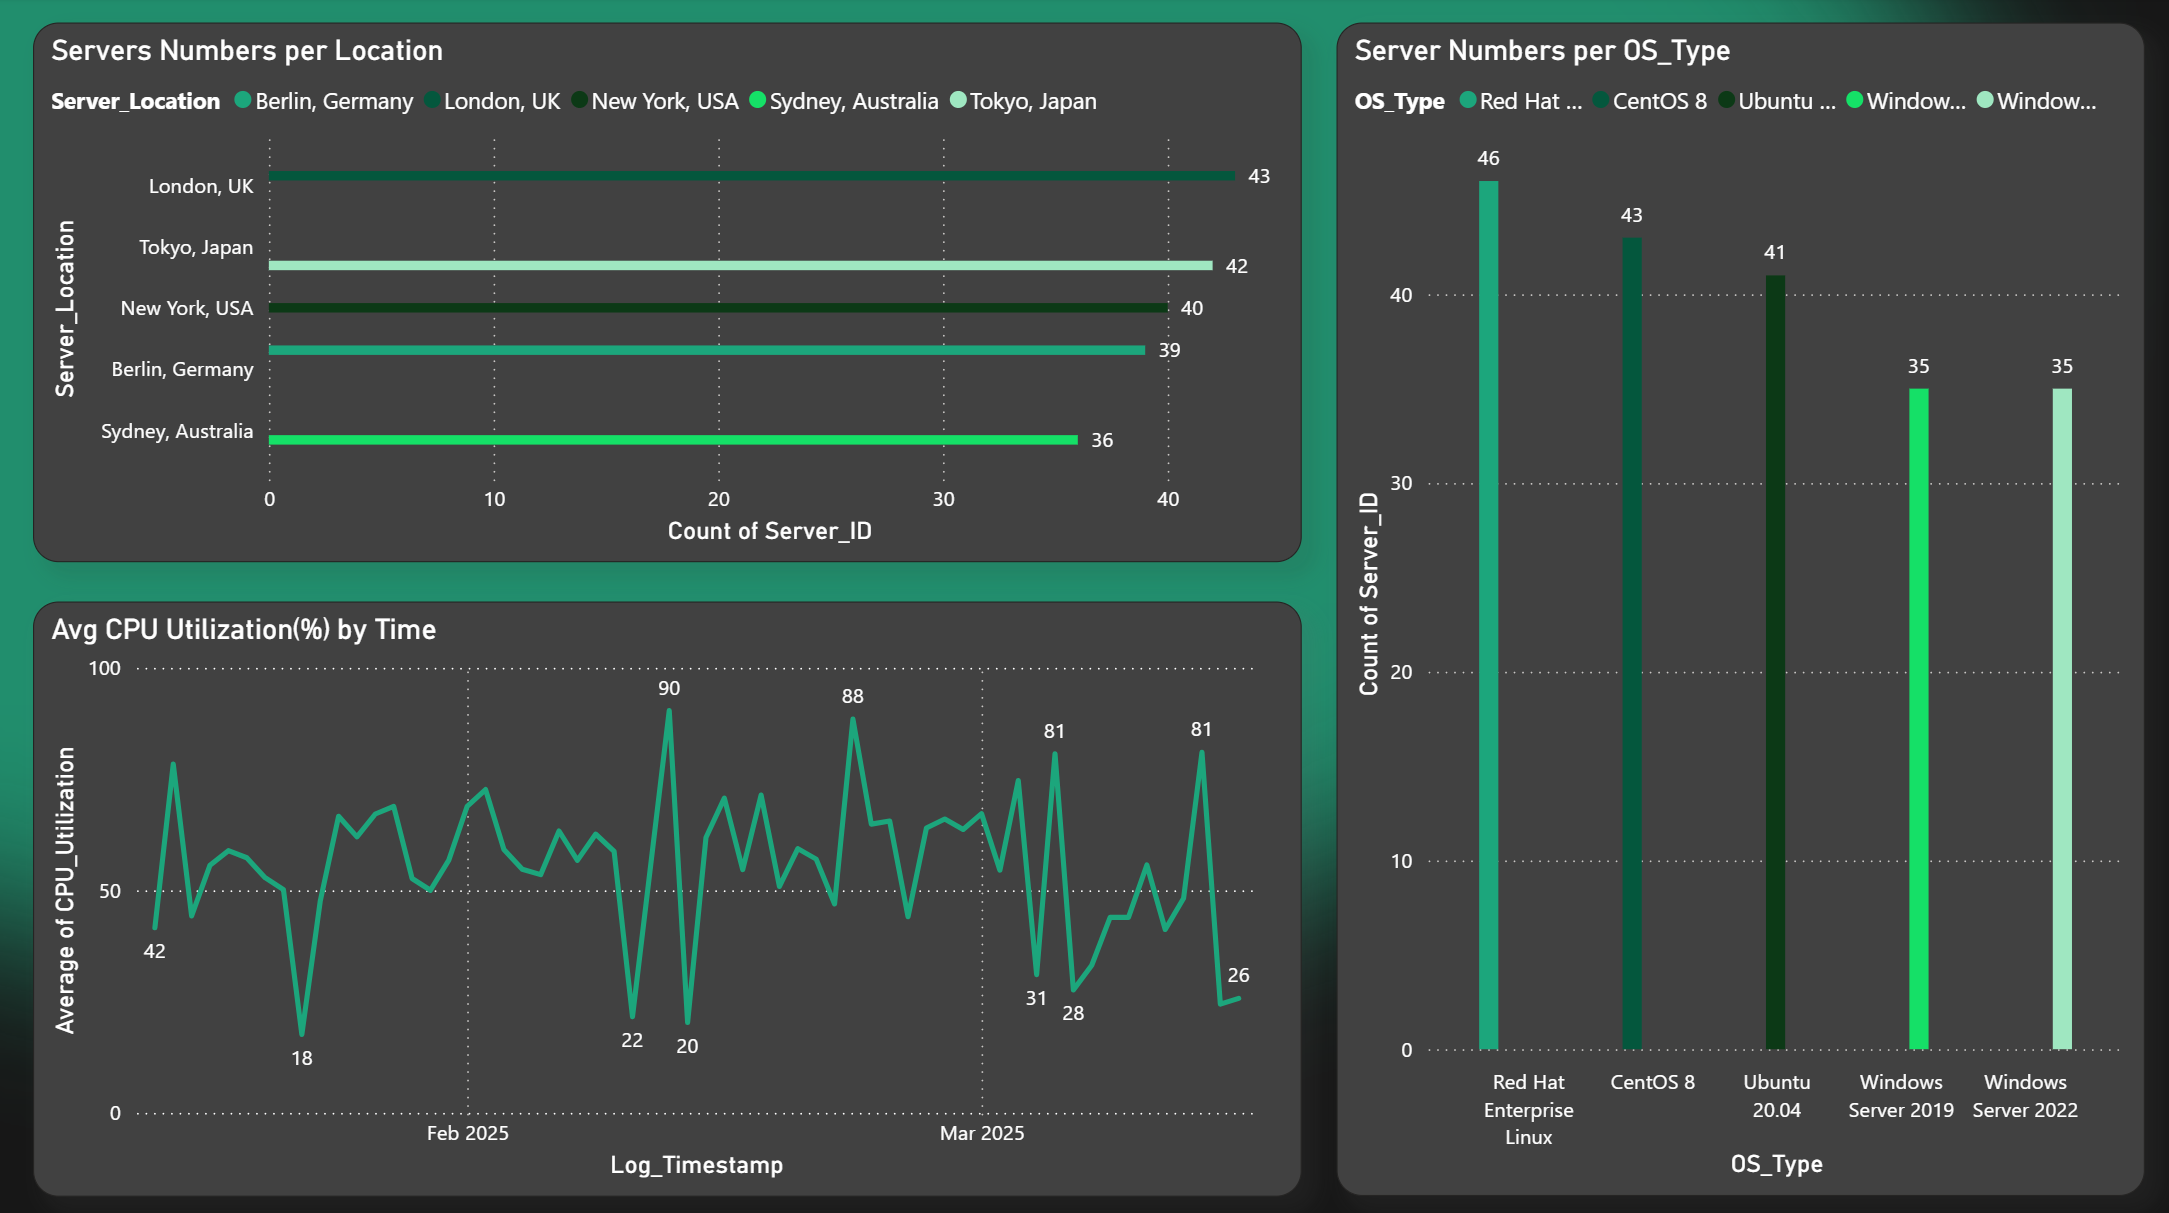 Servers Numbers per Location
Server_Location Berlin, Germany London, UK New York, USA Sydney, Australia Tokyo, Japan
Server_Location
London, UK
43
Tokyo, Japan
42
New York, USA
40
Berlin, Germany
39
Sydney, Australia
36
0 10 20 30 40
Count of Server_ID
Avg CPU Utilization(%) by Time
Average of CPU_Utilization
100
50
0
42
18
22
90
20
88
31
81
28
81
26
Feb 2025 Mar 2025
Log_Timestamp
Server Numbers per OS_Type
OS_Type Red Hat ... CentOS 8 Ubuntu ... Window... Window...
Count of Server_ID
46
43
41
35
35
40
30
20
10
0
Red Hat
Enterprise
Linux
CentOS 8
Ubuntu
20.04
Windows
Server 2019
Windows
Server 2022
OS_Type